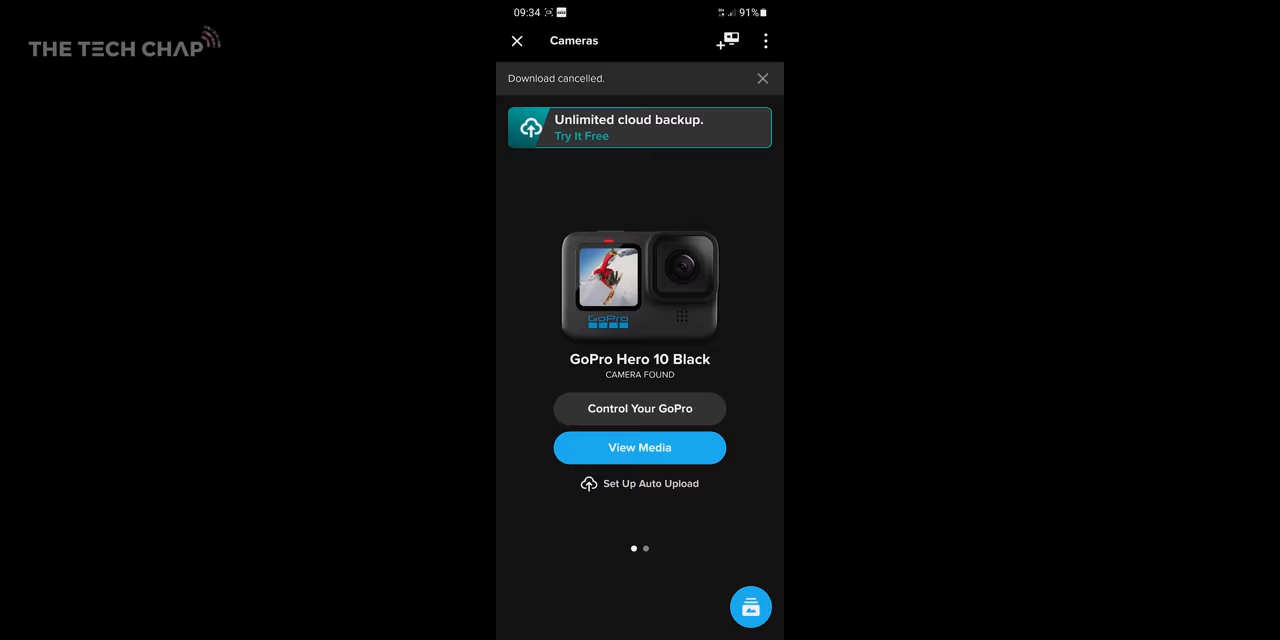 THE TECH CHAP
09:34
91%
Cameras
Download cancelled.
Unlimited cloud backup.
Try It Free
GoPro
GoPro Hero 10 Black
CAMERA FOUND
Control Your GoPro
View Media
Set Up Auto Upload